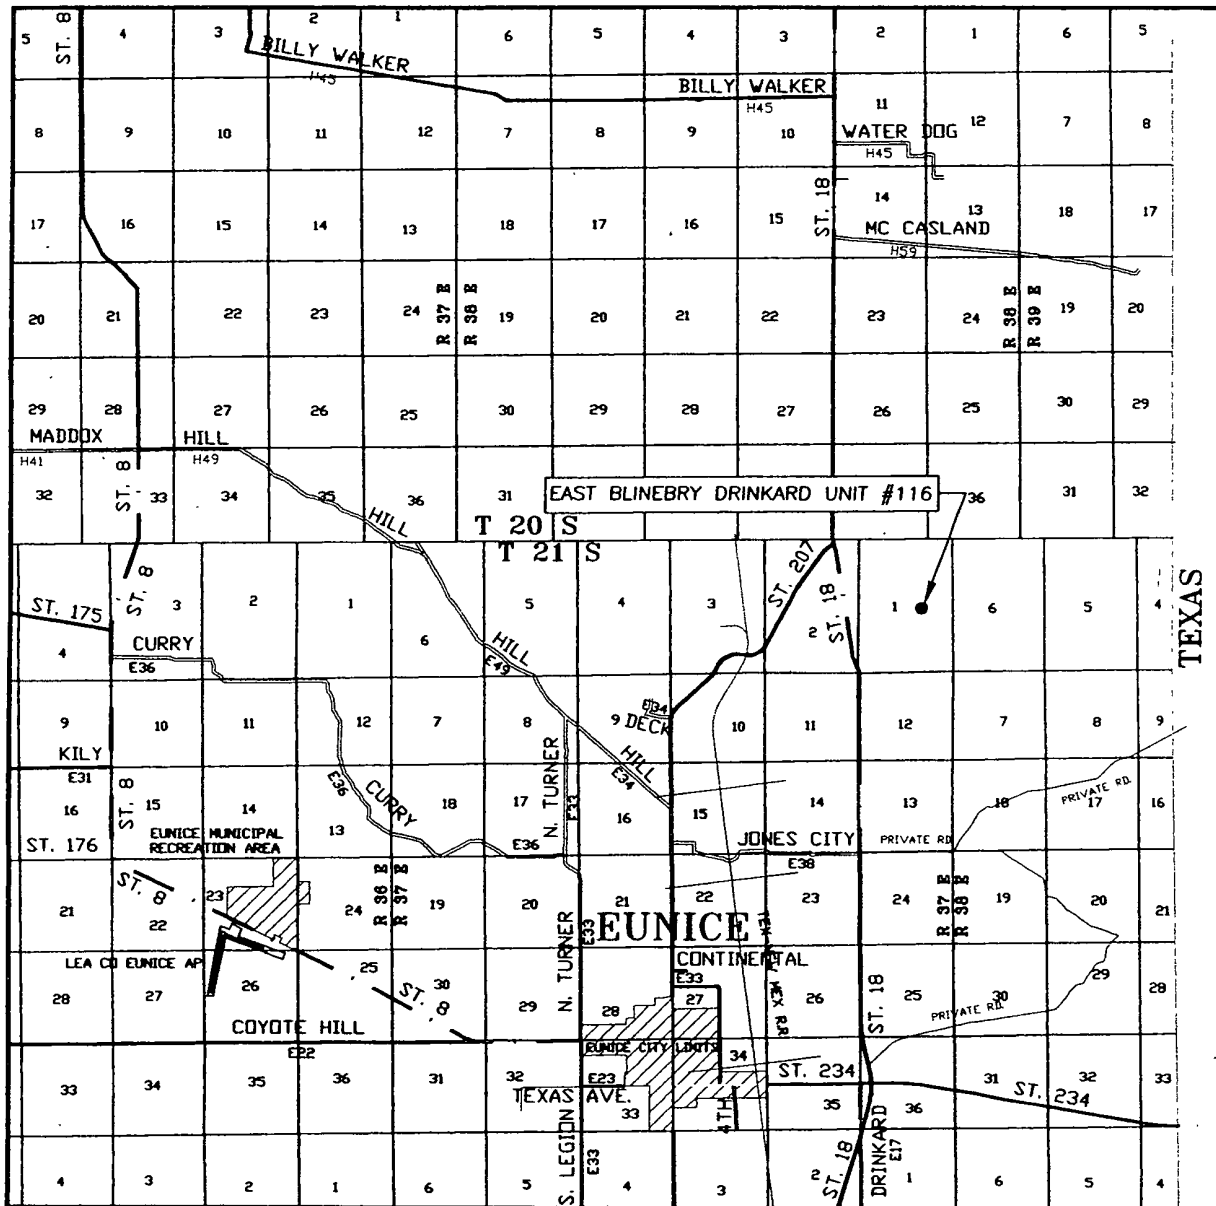 5 ST. 8 4 3 2 1 6 5 4 3 2 1 6 5
BILLY WALKER
H45
BILLY WALKER
H45
8 9 10 11 12 7 8 9 10 11 12 7 8
WATER DOG
H45
17 16 15 14 13 18 17 16 15 ST. 18 14 13 18 17
MC CASLAND
H59
20 21 22 23 24 R 37 E R 38 E 19 20 21 22 23 24 R 38 E R 39 E 19 20
29 28 27 26 25 30 29 28 27 26 25 30 29
MADDOX HILL
H41 H49
32 ST. 8 33 34 35 36 31 36 31 32
EAST BLINEBRY DRINKARD UNIT #116
HILL
T 20 S
T 21 S
ST. 175 ST. 8 3 2 1 5 4 3 ST. 207 ST. 18 1 6 5 4
TEXAS
4 CURRY 6 HILL 2
E36 E49
9 10 11 12 7 8 9 DECK E34 10 11 12 7 8 9
KILY
E31
HILL
E34
16 ST. 8 15 14 13 E36 CURRY 18 17 N. TURNER E33 16 15 14 13 18 17 16
PRIVATE RD.
ST. 176
EUNICE MUNICIPAL
RECREATION AREA
E36
JONES CITY
E38
PRIVATE RD.
21 22 ST. 8 23 24 R 36 E R 37 E 19 20 21 22 23 24 R 37 E R 38 E 19 20 21
EUNICE
N. TURNER E33
LEA CO EUNICE AP
CONTINENTAL
E33
28 27 26 25 30 29 28 27 26 25 30 29 28
ST. 8
ST. 18
PRIVATE RD.
COYOTE HILL
E22
EUNICE CITY LIMITS
33 34 35 36 31 32 33 34 35 36 31 32 33
E23
TEXAS AVE.
ST. 234
ST. 234
4TH
4 3 2 1 6 5 S. LEGION E33 4 3 2 ST. 18 DRINKARD E17 1 6 5 4